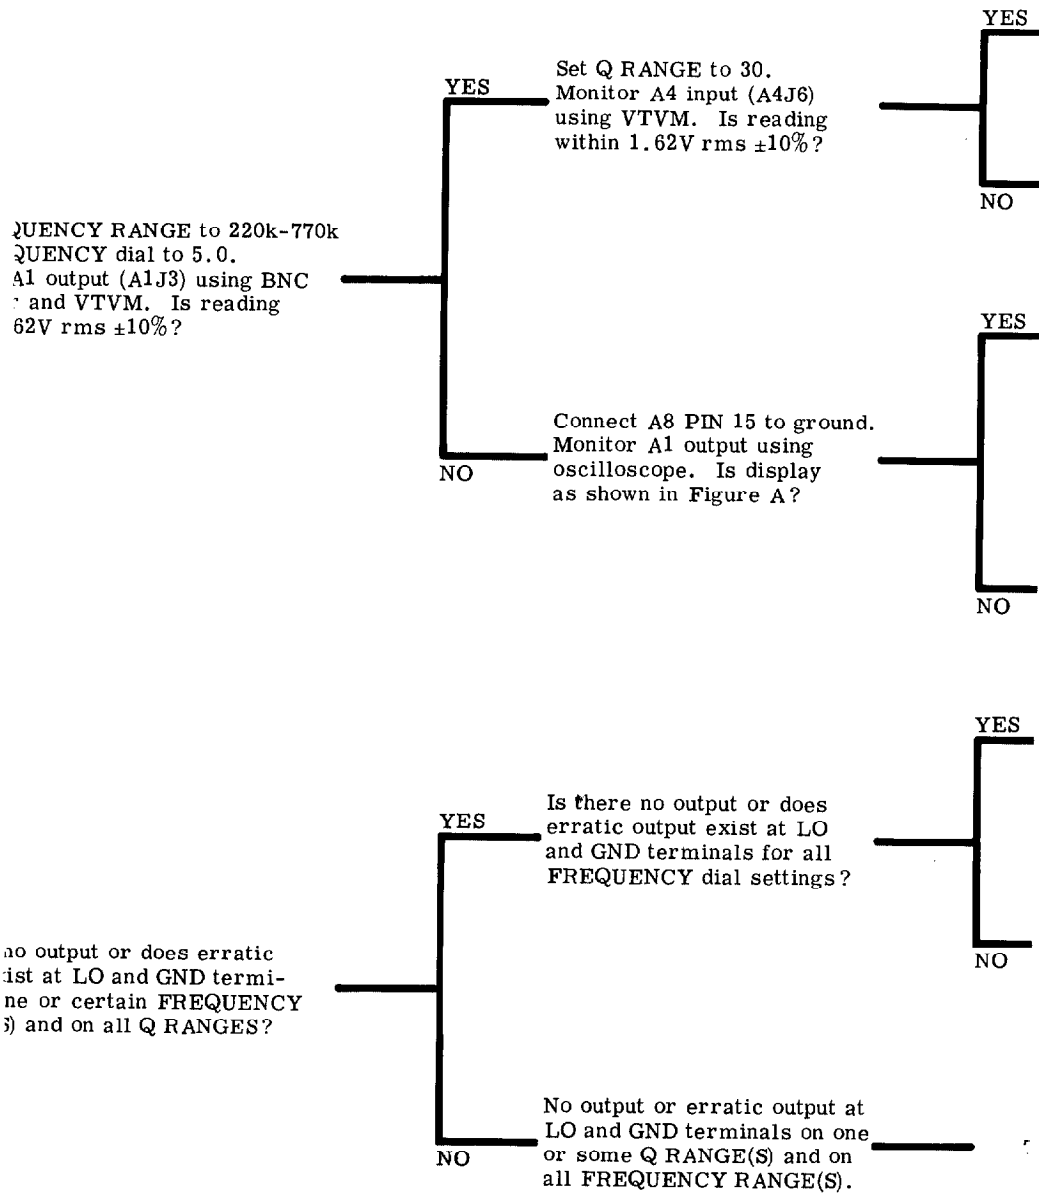 YES
YES
Set Q RANGE to 30.
Monitor A4 input (A4J6)
using VTVM. Is reading
within 1.62V rms ±10%?
NO
QUENCY RANGE to 220k-770k
QUENCY dial to 5.0.
A1 output (A1J3) using BNC
and VTVM. Is reading
62V rms ±10%?
YES
NO
Connect A8 PIN 15 to ground.
Monitor A1 output using
oscilloscope. Is display
as shown in Figure A?
NO
YES
YES
Is there no output or does
erratic output exist at LO
and GND terminals for all
FREQUENCY dial settings?
NO
no output or does erratic
ist at LO and GND termi-
ne or certain FREQUENCY
) and on all Q RANGES?
NO
No output or erratic output at
LO and GND terminals on one
or some Q RANGE(S) and on
all FREQUENCY RANGE(S).